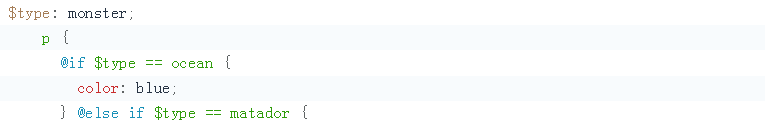 $type: monster;
p {
@if $type == ocean {
color: blue;
} @else if $type == matador {